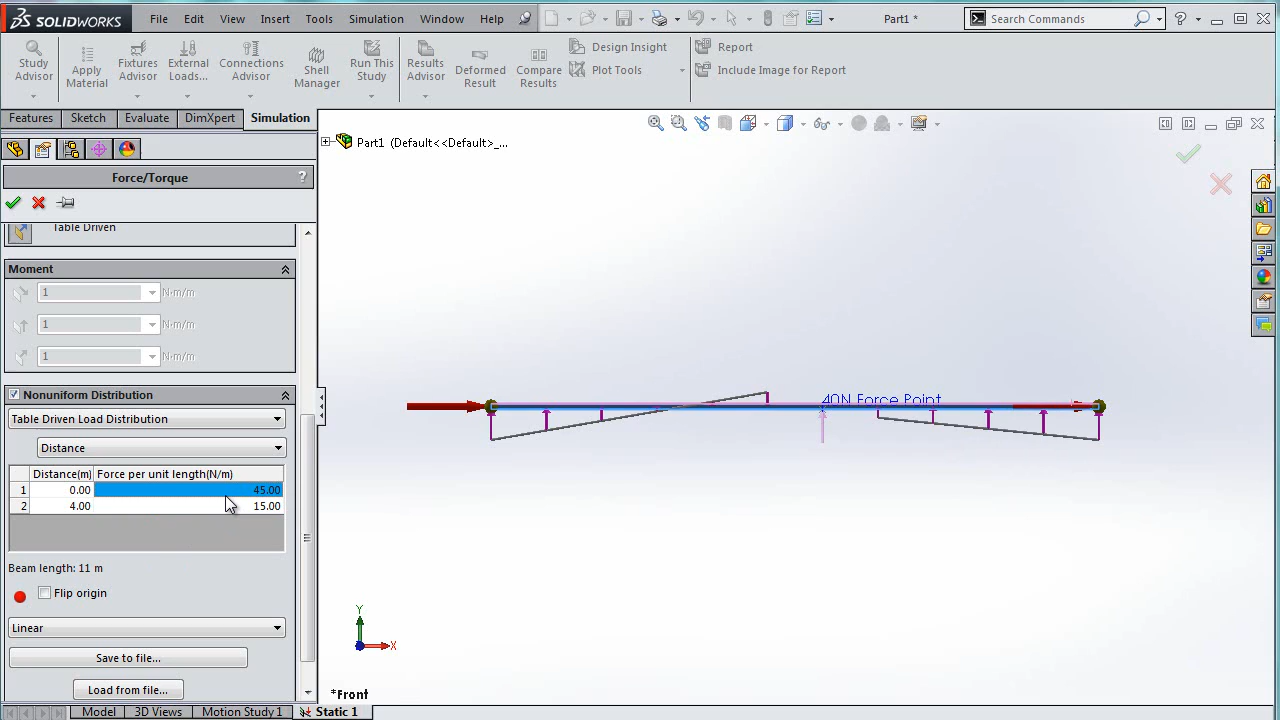 SOLIDWORKS File Edit View Insert Tools Simulation Window Help Part1 * Search Commands ?
Study Advisor
Apply Material
Fixtures Advisor
External Loads...
Connections Advisor
Shell Manager
Run This Study
Results Advisor
Deformed Result
Compare Results
Design Insight
Plot Tools
Report
Include Image for Report
Features Sketch Evaluate DimXpert Simulation
Part1 (Default<<Default>_...
Force/Torque ?
Table Driven
Moment
1 N·m/m
1 N·m/m
1 N·m/m
Nonuniform Distribution
Table Driven Load Distribution
Distance
Distance(m) Force per unit length(N/m)
1 0.00 45.00
2 4.00 15.00
Beam length: 11 m
Flip origin
Linear
Save to file...
Load from file...
40N Force Point
Y
X
*Front
Model 3D Views Motion Study 1 Static 1